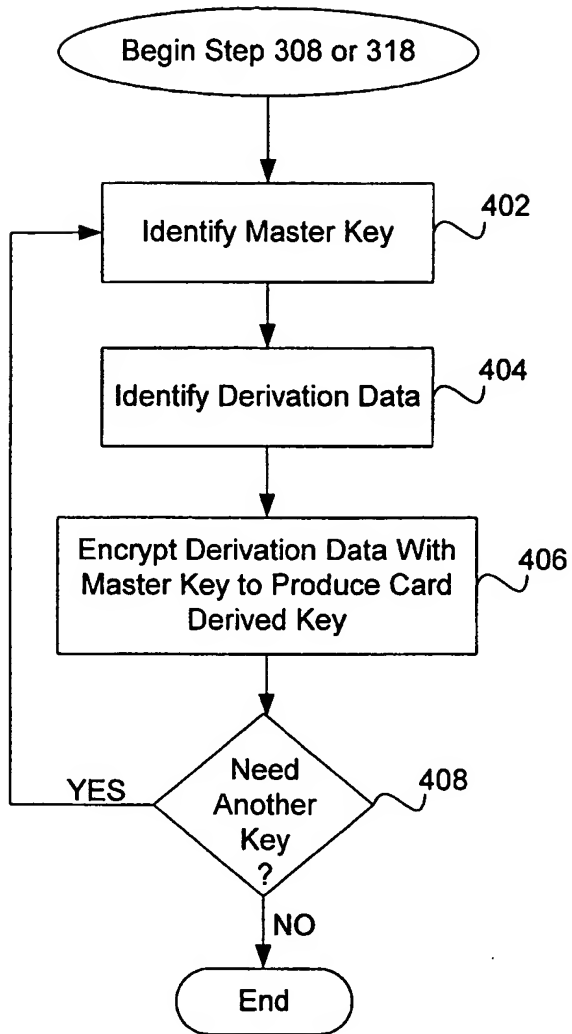 Begin Step 308 or 318
Identify Master Key
402
Identify Derivation Data
404
Encrypt Derivation Data With
Master Key to Produce Card
Derived Key
406
Need
Another
Key
?
408
YES
NO
End